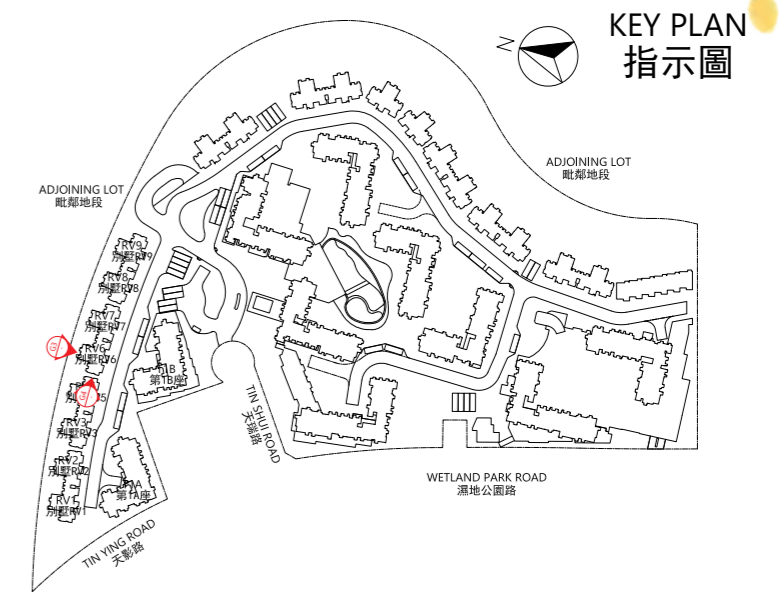 KEY PLAN
指示圖
N
ADJOINING LOT
毗鄰地段
ADJOINING LOT
毗鄰地段
RV9
別墅RV9
RV8
別墅RV8
RV7
別墅RV7
RV6
別墅RV6
RV3
別墅RV3
RV2
別墅RV2
RV1
別墅RV1
T1B
第1B座
T1A
第1A座
TIN SHUI ROAD
天瑞路
WETLAND PARK ROAD
濕地公園路
TIN YING ROAD
天影路